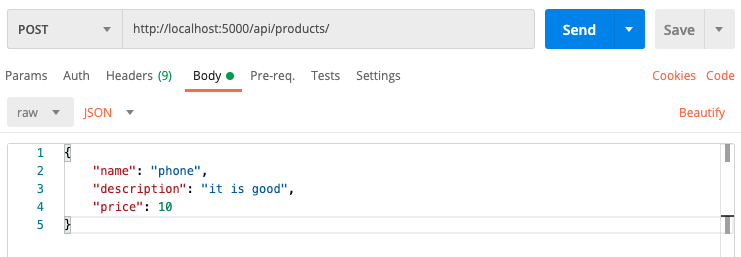 POST http://localhost:5000/api/products/ Send Save
Params Auth Headers (9) Body Pre-req. Tests Settings Cookies Code
raw JSON Beautify
1 {
2 "name": "phone",
3 "description": "it is good",
4 "price": 10
5 }